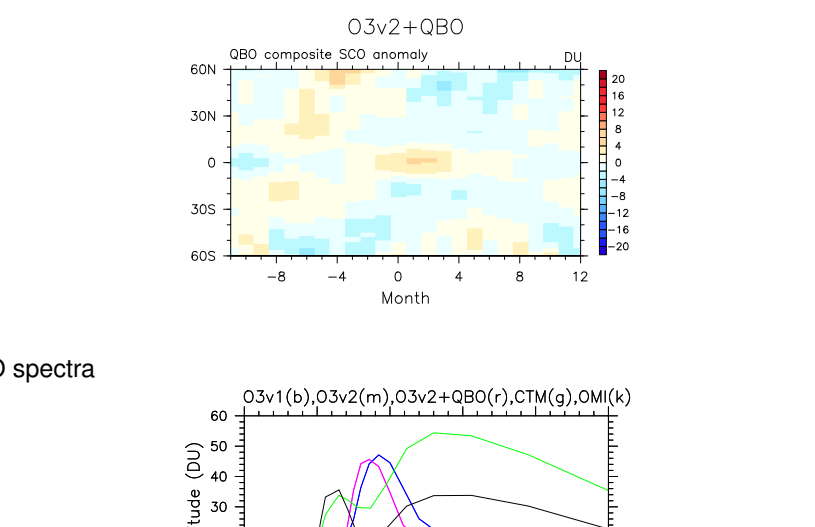 O3v2+QBO
QBO composite SCO anomaly DU
60N
30N
0
30S
60S
-8 -4 0 4 8 12
Month
20
16
12
8
4
0
-4
-8
-12
-16
-20
spectra
O3v1(b),O3v2(m),O3v2+QBO(r),CTM(g),OMI(k)
60
50
40
30
(DU)